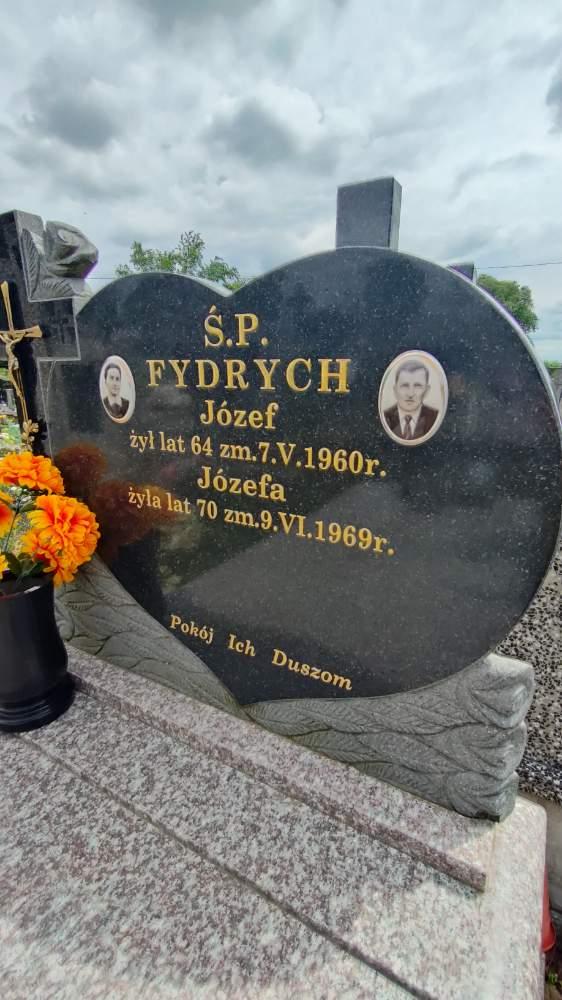 Ś.P.
FYDRYCH
Józef
żył lat 64 zm.7.V.1960r.
Józefa
żyła lat 70 zm.9.VI.1969r.
Pokój Ich Duszom